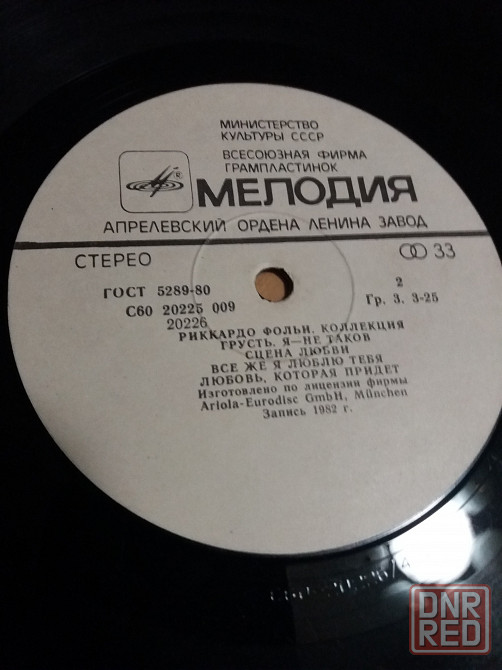 МИНИСТЕРСТВО
КУЛЬТУРЫ СССР
ВСЕСОЮЗНАЯ ФИРМА
ГРАМПЛАСТИНОК
МЕЛОДИЯ
АПРЕЛЕВСКИЙ ОРДЕНА ЛЕНИНА ЗАВОД
СТЕРЕО 33
ГОСТ 5289-80 2
С60 20225 009 Гр. 3. 3-25
20226
РИККАРДО ФОЛЬИ. КОЛЛЕКЦИЯ
ГРУСТЬ. Я—НЕ ТАКОВ
СЦЕНА ЛЮБВИ
ВСЕ ЖЕ Я ЛЮБЛЮ ТЕБЯ
ЛЮБОВЬ, КОТОРАЯ ПРИДЕТ
Изготовлено по лицензии фирмы
Ariola-Eurodisc GmbH, München
Запись 1982 г.
DNR
RED